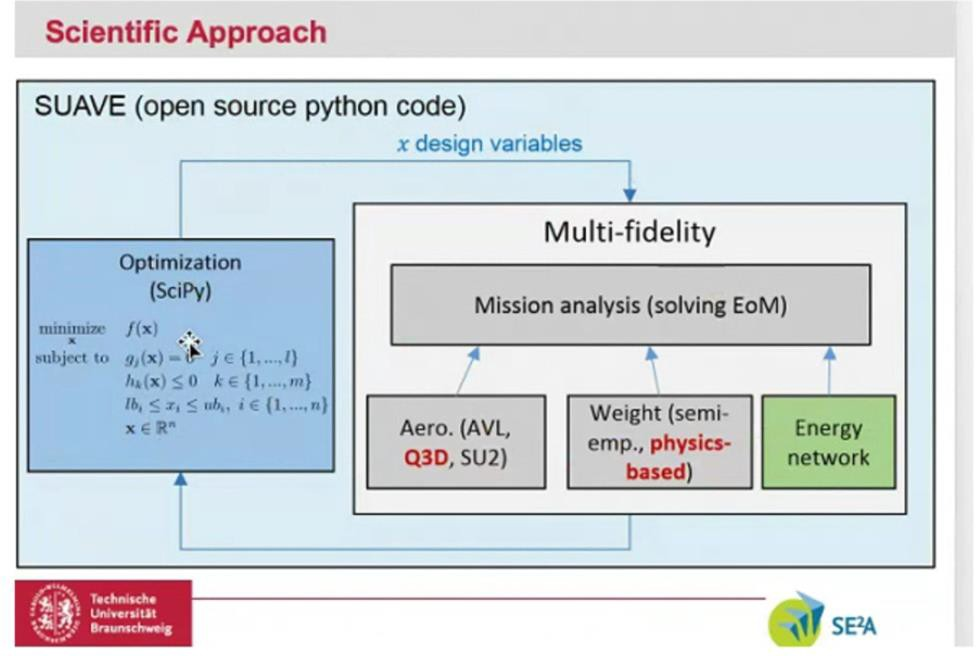 Scientific Approach
SUAVE (open source python code)
x design variables
Optimization
(SciPy)
minimize f(x)
x
subject to gⱼ(x) = 0 j ∈ {1, ..., l}
hₖ(x) ≤ 0 k ∈ {1, ..., m}
lbᵢ ≤ xᵢ ≤ ubᵢ, i ∈ {1, ..., n}
x ∈ ℝⁿ
Multi-fidelity
Mission analysis (solving EoM)
Aero. (AVL,
Q3D, SU2)
Weight (semi-
emp., physics-
based)
Energy
network
Technische
Universität
Braunschweig
SE²A